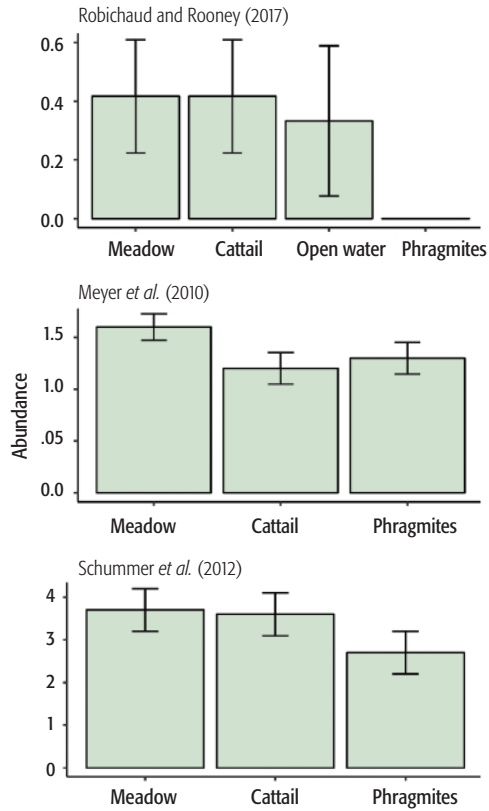 Robichaud and Rooney (2017)
0.6
0.4
0.2
0.0
Meadow Cattail Open water Phragmites
Meyer et al. (2010)
Abundance
1.5
1.0
.05
0.0
Meadow Cattail Phragmites
Schummer et al. (2012)
4
3
2
1
0
Meadow Cattail Phragmites